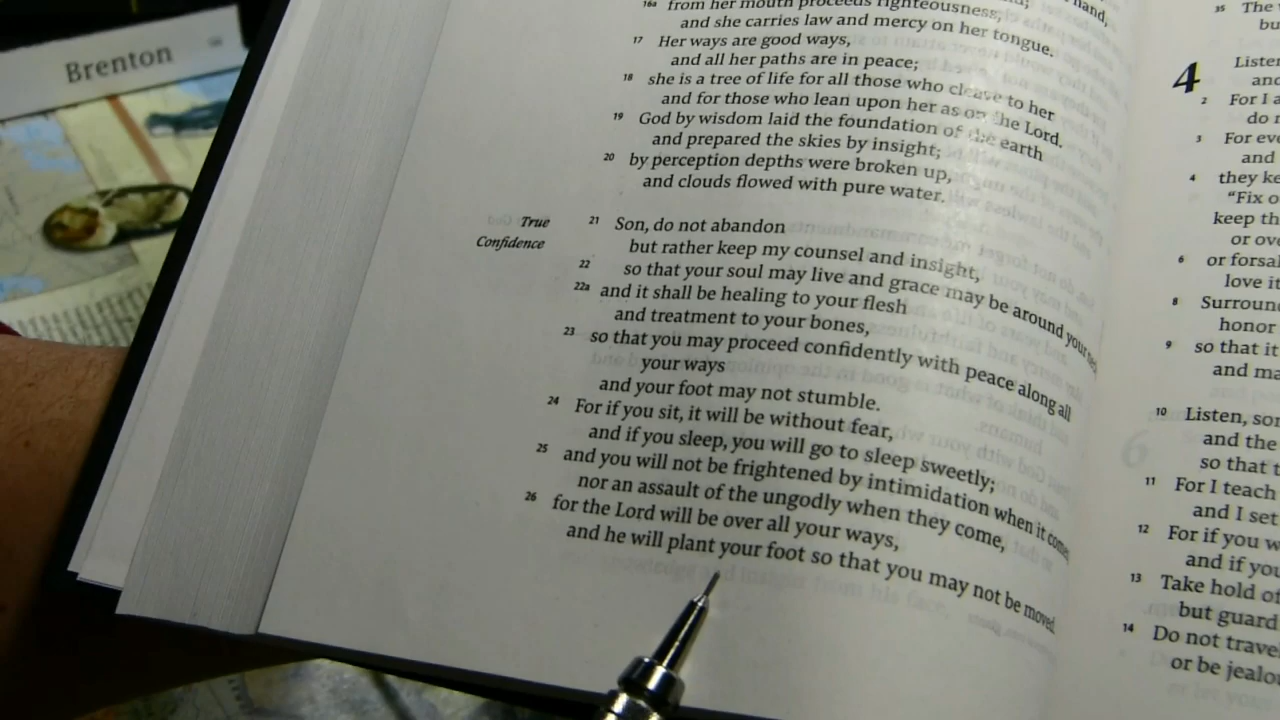 Brenton
16a from her mouth proceeds righteousness;
and she carries law and mercy on her tongue.
17 Her ways are good ways,
and all her paths are in peace;
18 she is a tree of life for all those who cleave to her
and for those who lean upon her as on the Lord.
19 God by wisdom laid the foundation of the earth
and prepared the skies by insight;
20 by perception depths were broken up,
and clouds flowed with pure water.
True
Confidence
21 Son, do not abandon
but rather keep my counsel and insight,
22 so that your soul may live and grace may be around your
22a and it shall be healing to your flesh
and treatment to your bones,
23 so that you may proceed confidently with peace along all
your ways
and your foot may not stumble.
24 For if you sit, it will be without fear,
and if you sleep, you will go to sleep sweetly;
25 and you will not be frightened by intimidation when it
nor an assault of the ungodly when they come,
26 for the Lord will be over all your ways,
and he will plant your foot so that you may not be moved.
hand,
35 The
4 Listen
and
2 For I
do
3 For
and
4 they
"Fix
keep
or
6 or
love it
8
honor
9 so that it
and
10 Listen,
and the
so that
11 For I teach
and I set
12 For if you
and if you
13 Take hold of
but guard
14 Do not
or be